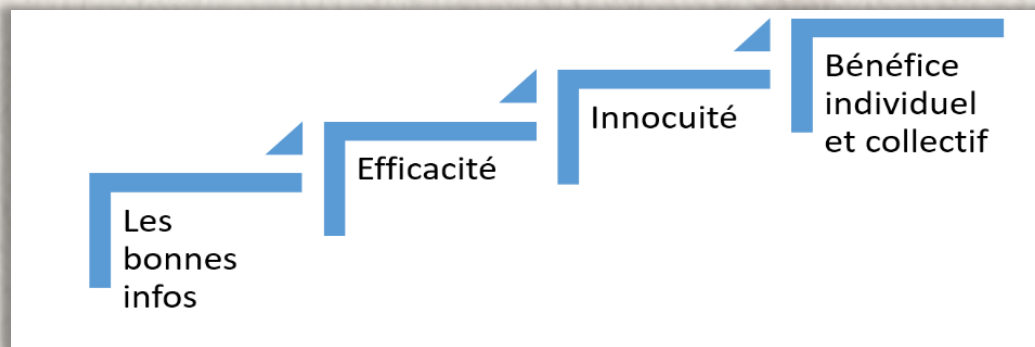 Les
bonnes
infos
Efficacité
Innocuité
Bénéfice
individuel
et collectif